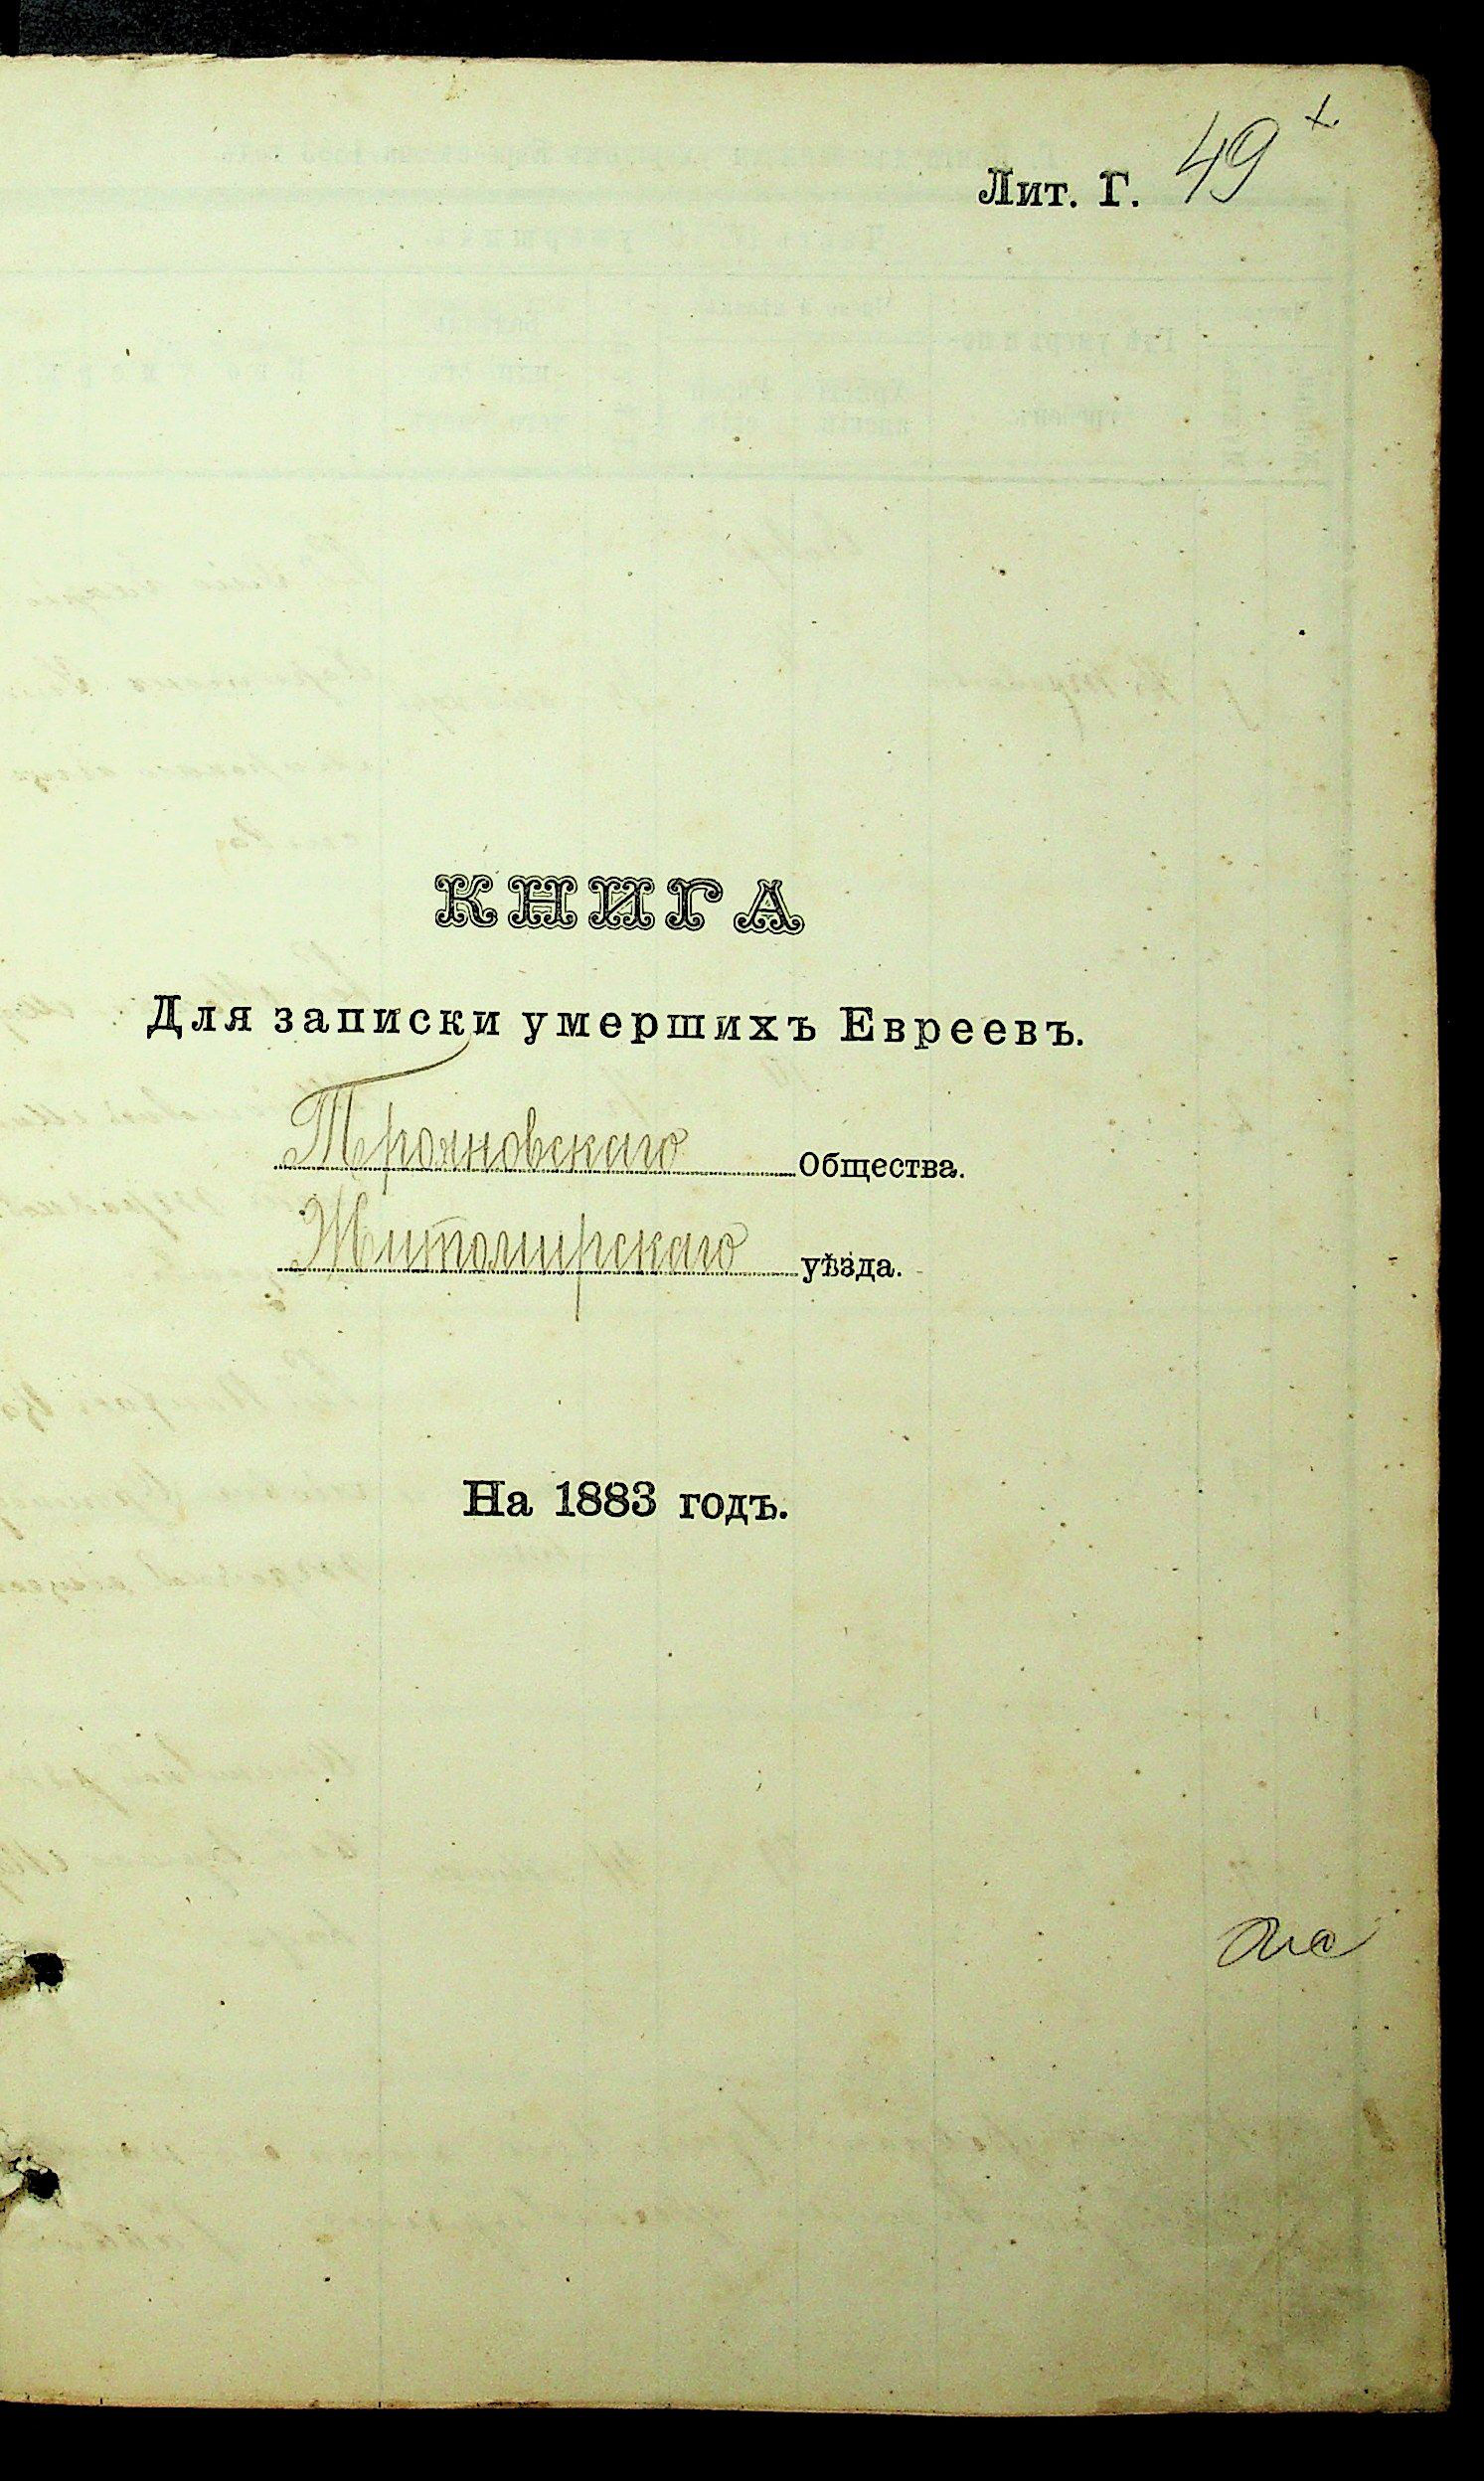 Лит. Г. 49
КНИГА
Для записки умершихъ Евреевъ.
Трояновскаго Общества.
Житомирскаго уѣзда.
На 1883 годъ.